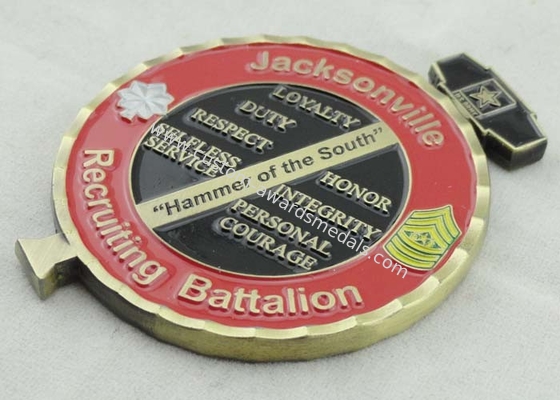 Jacksonville
LOYALTY
DUTY
RESPECT
SELFLESS
SERVICE
“Hammer of the South”
HONOR
INTEGRITY
PERSONAL
COURAGE
Recruiting Battalion